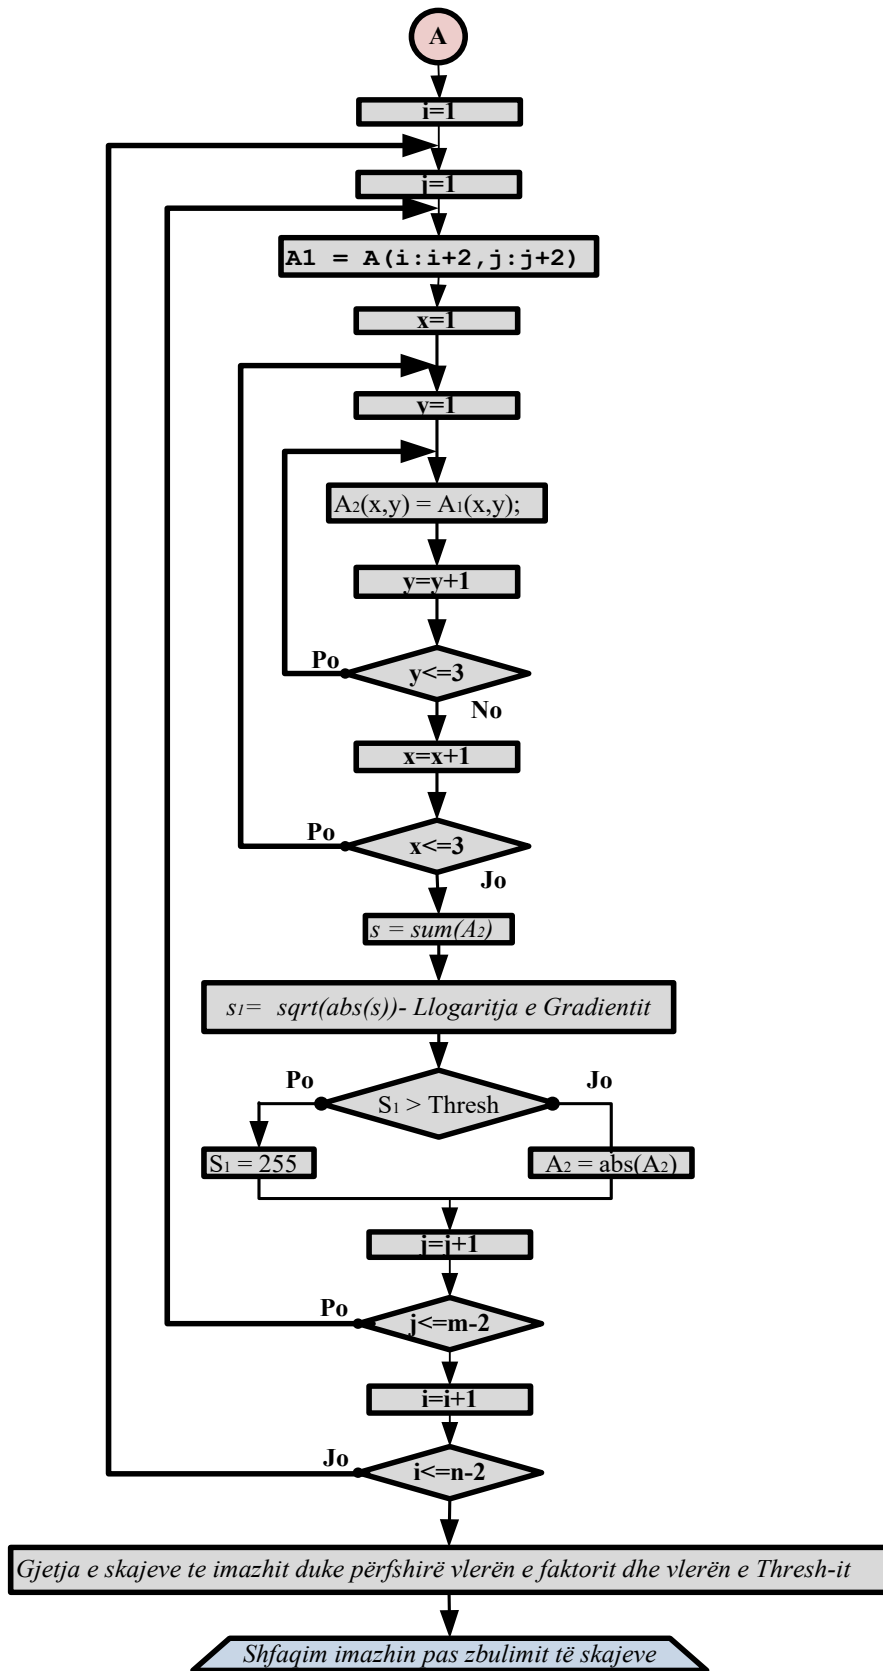 A
i=1
j=1
A1 = A(i:i+2,j:j+2)
x=1
y=1
A2(x,y) = A1(x,y);
y=y+1
Po
y<=3
No
x=x+1
Po
x<=3
Jo
s = sum(A2)
s1= sqrt(abs(s))- Llogaritja e Gradientit
Po
Jo
S1 > Thresh
S1 = 255
A2 = abs(A2)
j=j+1
Po
j<=m-2
i=i+1
Jo
i<=n-2
Gjetja e skajeve te imazhit duke përfshirë vlerën e faktorit dhe vlerën e Thresh-it
Shfaqim imazhin pas zbulimit të skajeve